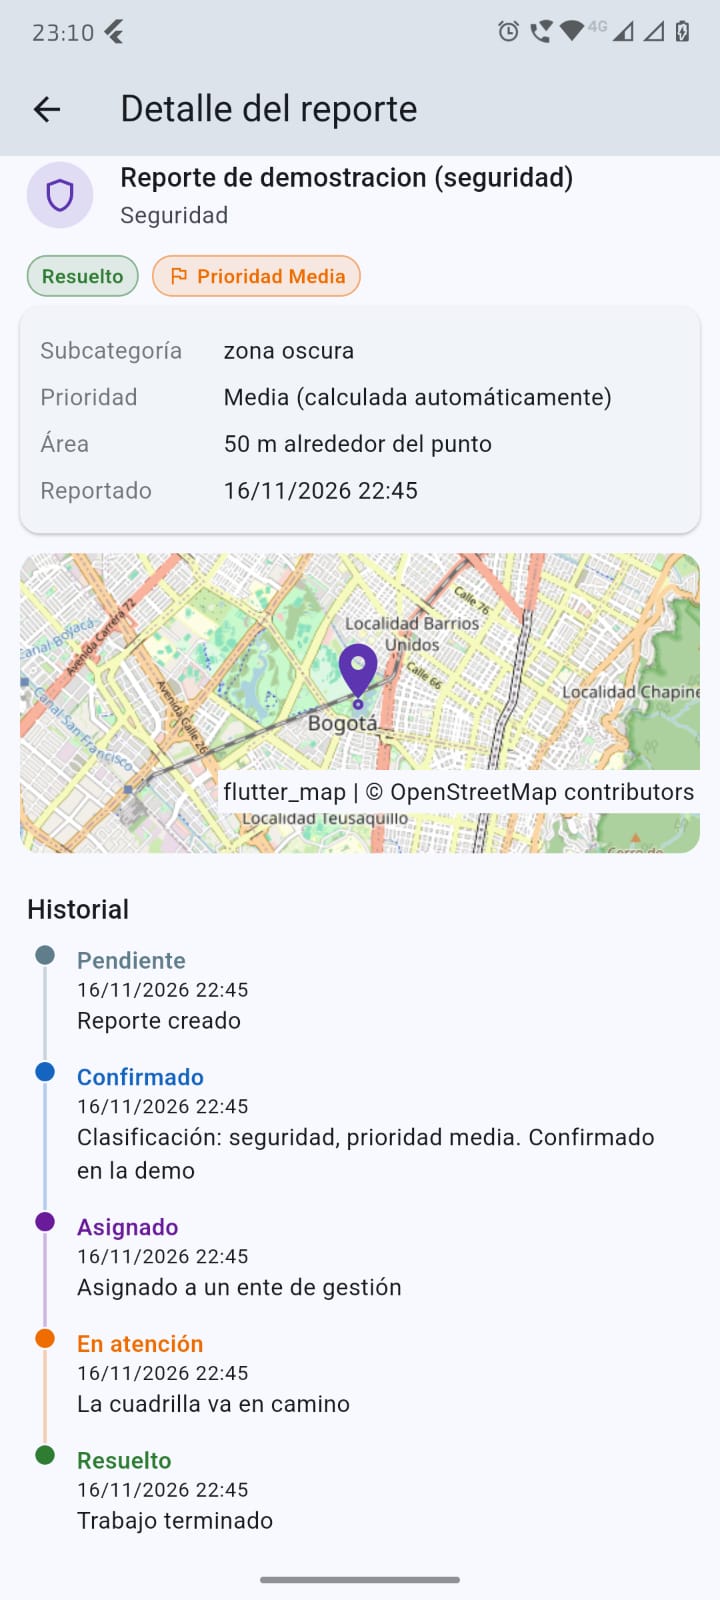 23:10
4G
Detalle del reporte
Reporte de demostracion (seguridad)
Seguridad
Resuelto
Prioridad Media
Subcategoría zona oscura
Prioridad Media (calculada automáticamente)
Área 50 m alrededor del punto
Reportado 16/11/2026 22:45
Avenida Carrera 72
Canal Boyacá
Calle 76
Localidad Barrios
Unidos
Calle 66
Localidad Chapine
Avenida Calle 26
Canal San Francisco
Bogotá
flutter_map | © OpenStreetMap contributors
Localidad Teusaquillo
Historial
Pendiente
16/11/2026 22:45
Reporte creado
Confirmado
16/11/2026 22:45
Clasificación: seguridad, prioridad media. Confirmado
en la demo
Asignado
16/11/2026 22:45
Asignado a un ente de gestión
En atención
16/11/2026 22:45
La cuadrilla va en camino
Resuelto
16/11/2026 22:45
Trabajo terminado